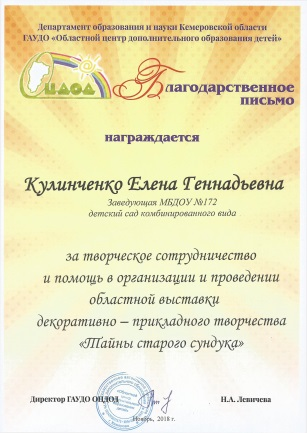 Департамент образования и науки Кемеровской области
ГАУДО «Областной центр дополнительного образования детей»
ОЦДОД
Благодарственное
письмо
награждается
Кулинченко Елена Геннадьевна
Заведующая МБДОУ №172
детский сад комбинированного вида
за творческое сотрудничество
и помощь в организации и проведении
областной выставки
декоративно – прикладного творчества
«Тайны старого сундука»
Директор ГАУДО ОЦДОД
Н.А. Левичева
Ноябрь, 2018 г.